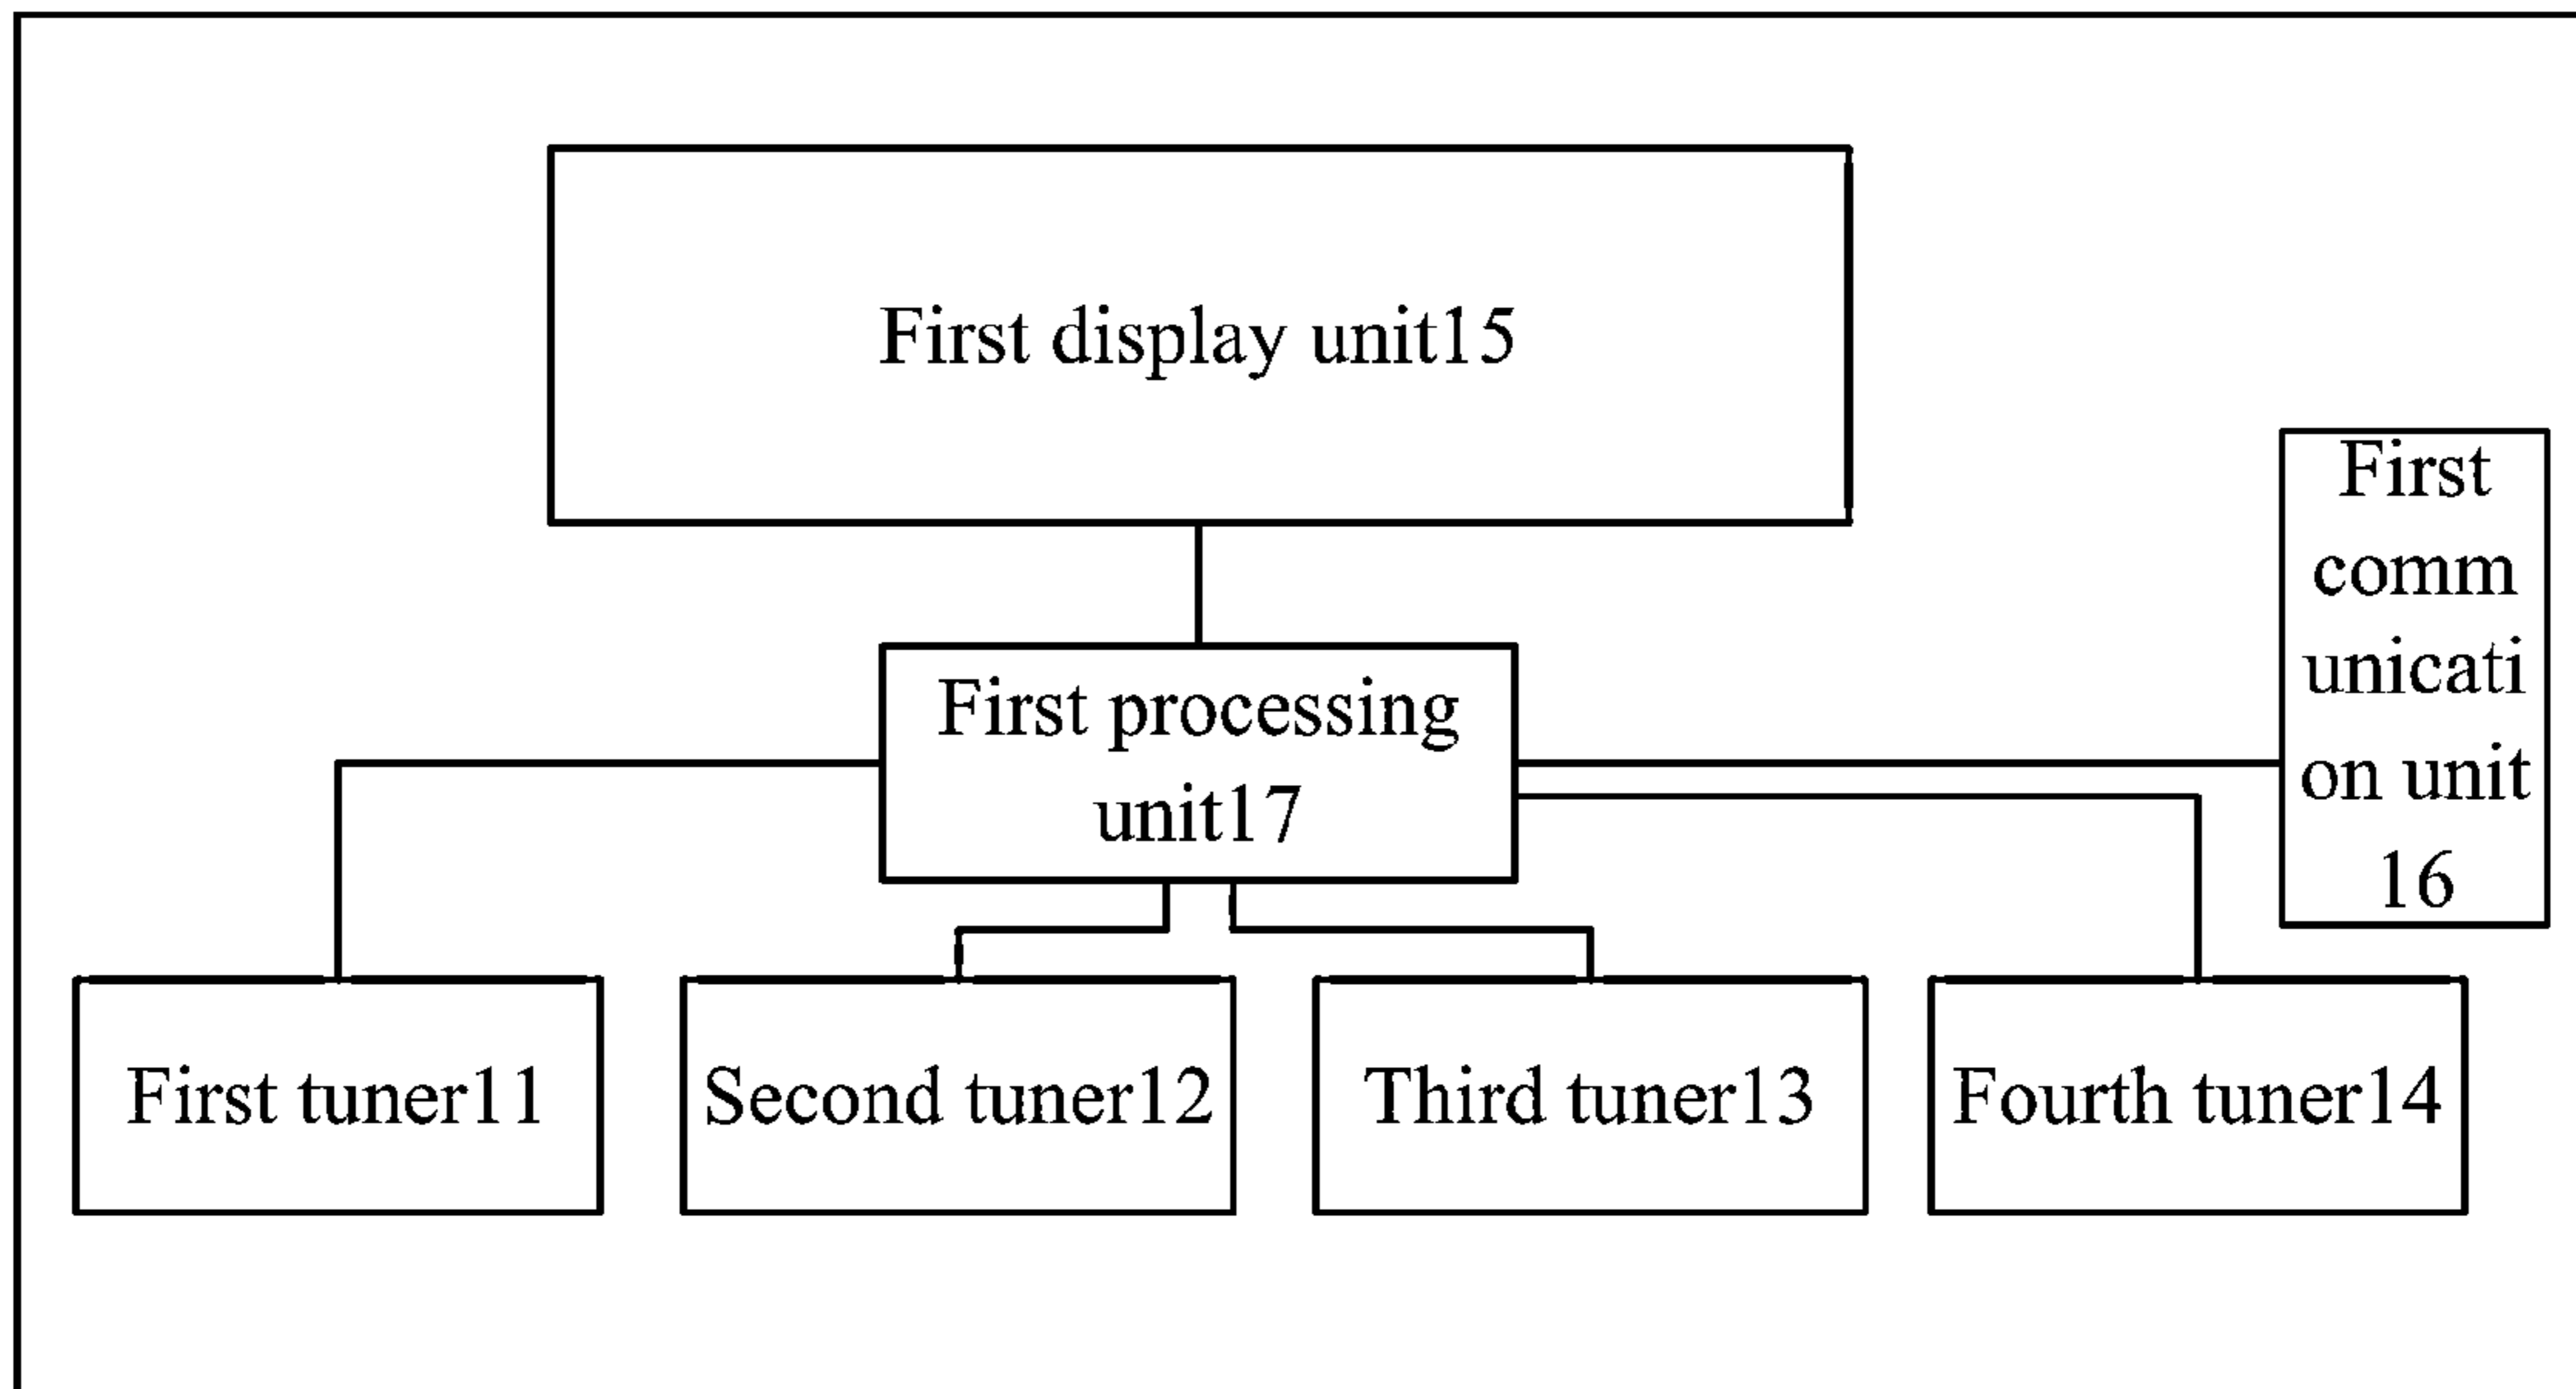 First display unit15
First
comm
unicati
on unit
16
First processing
unit17
First tuner11
Second tuner12
Third tuner13
Fourth tuner14